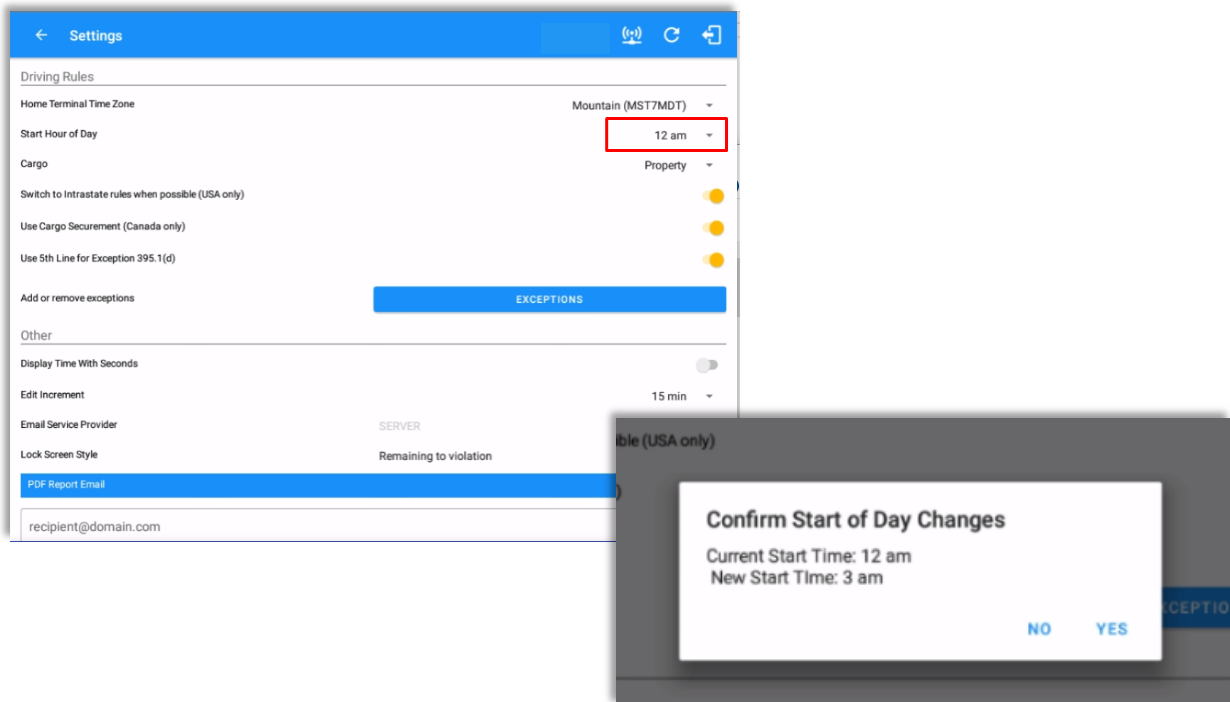 Settings
Driving Rules
Home Terminal Time Zone Mountain (MST7MDT)
Start Hour of Day 12 am
Cargo Property
Switch to Intrastate rules when possible (USA only)
Use Cargo Securement (Canada only)
Use 5th Line for Exception 395.1(d)
Add or remove exceptions EXCEPTIONS
Other
Display Time With Seconds
Edit Increment 15 min
Email Service Provider SERVER
Lock Screen Style Remaining to violation
PDF Report Email
recipient@domain.com
ible (USA only)
)
Confirm Start of Day Changes
Current Start Time: 12 am
New Start TIme: 3 am
XCEPTIO
NO YES